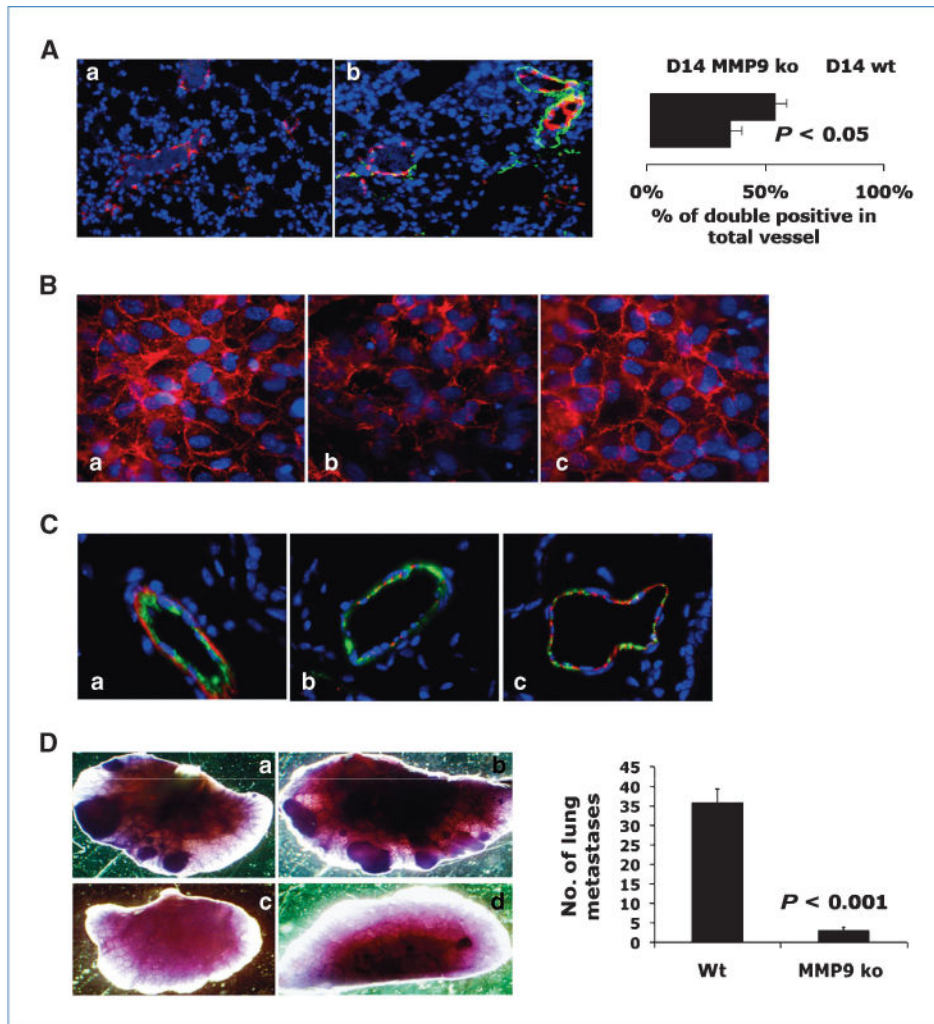 A
a
b
D14 MMP9 ko D14 wt
P < 0.05
0% 50% 100%
% of double positive in
total vessel
B
a
b
c
C
a
b
c
D
a
b
c
d
No. of lung
metastases
45
40
35
30
25
20
15
10
5
0
P < 0.001
Wt MMP9 ko